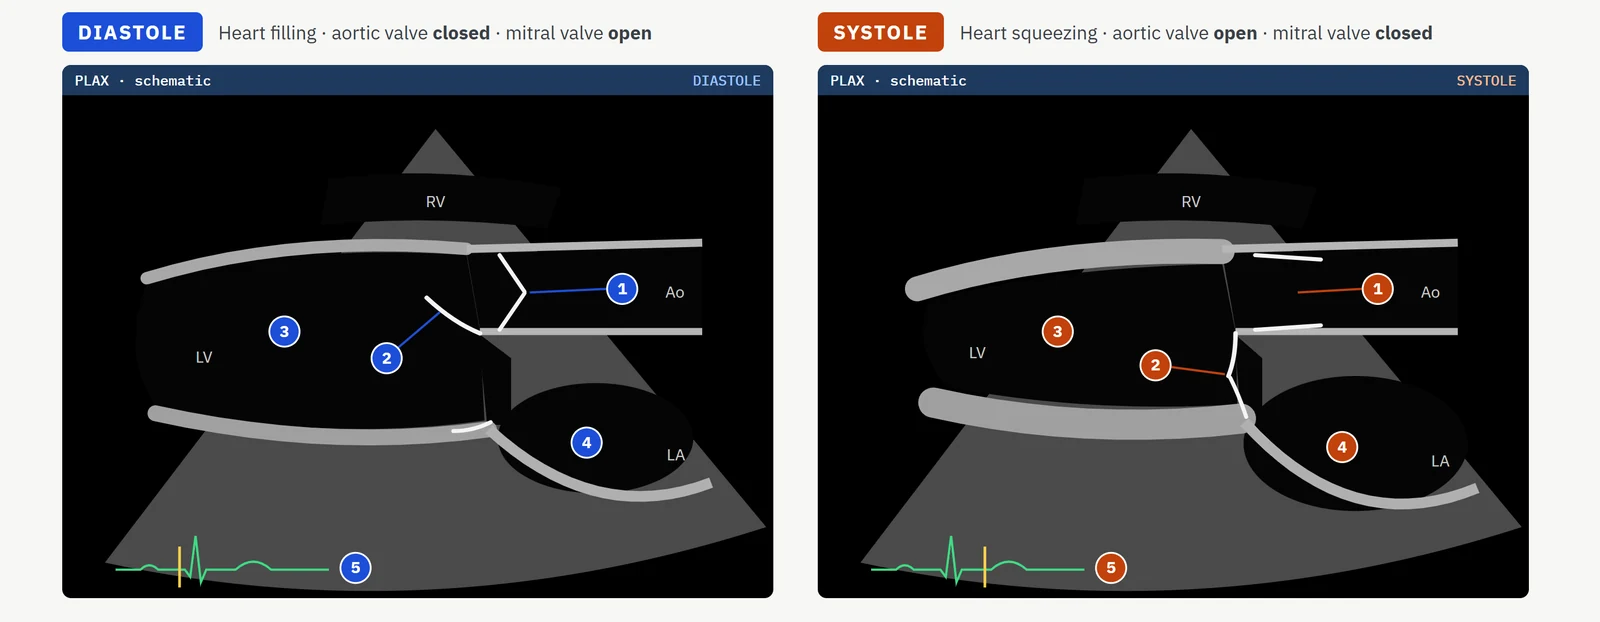 DIASTOLE Heart filling · aortic valve closed · mitral valve open
PLAX · schematic DIASTOLE
RV
1
Ao
3
2
LV
4
LA
5
SYSTOLE Heart squeezing · aortic valve open · mitral valve closed
PLAX · schematic SYSTOLE
RV
1
Ao
3
LV
2
4
LA
5